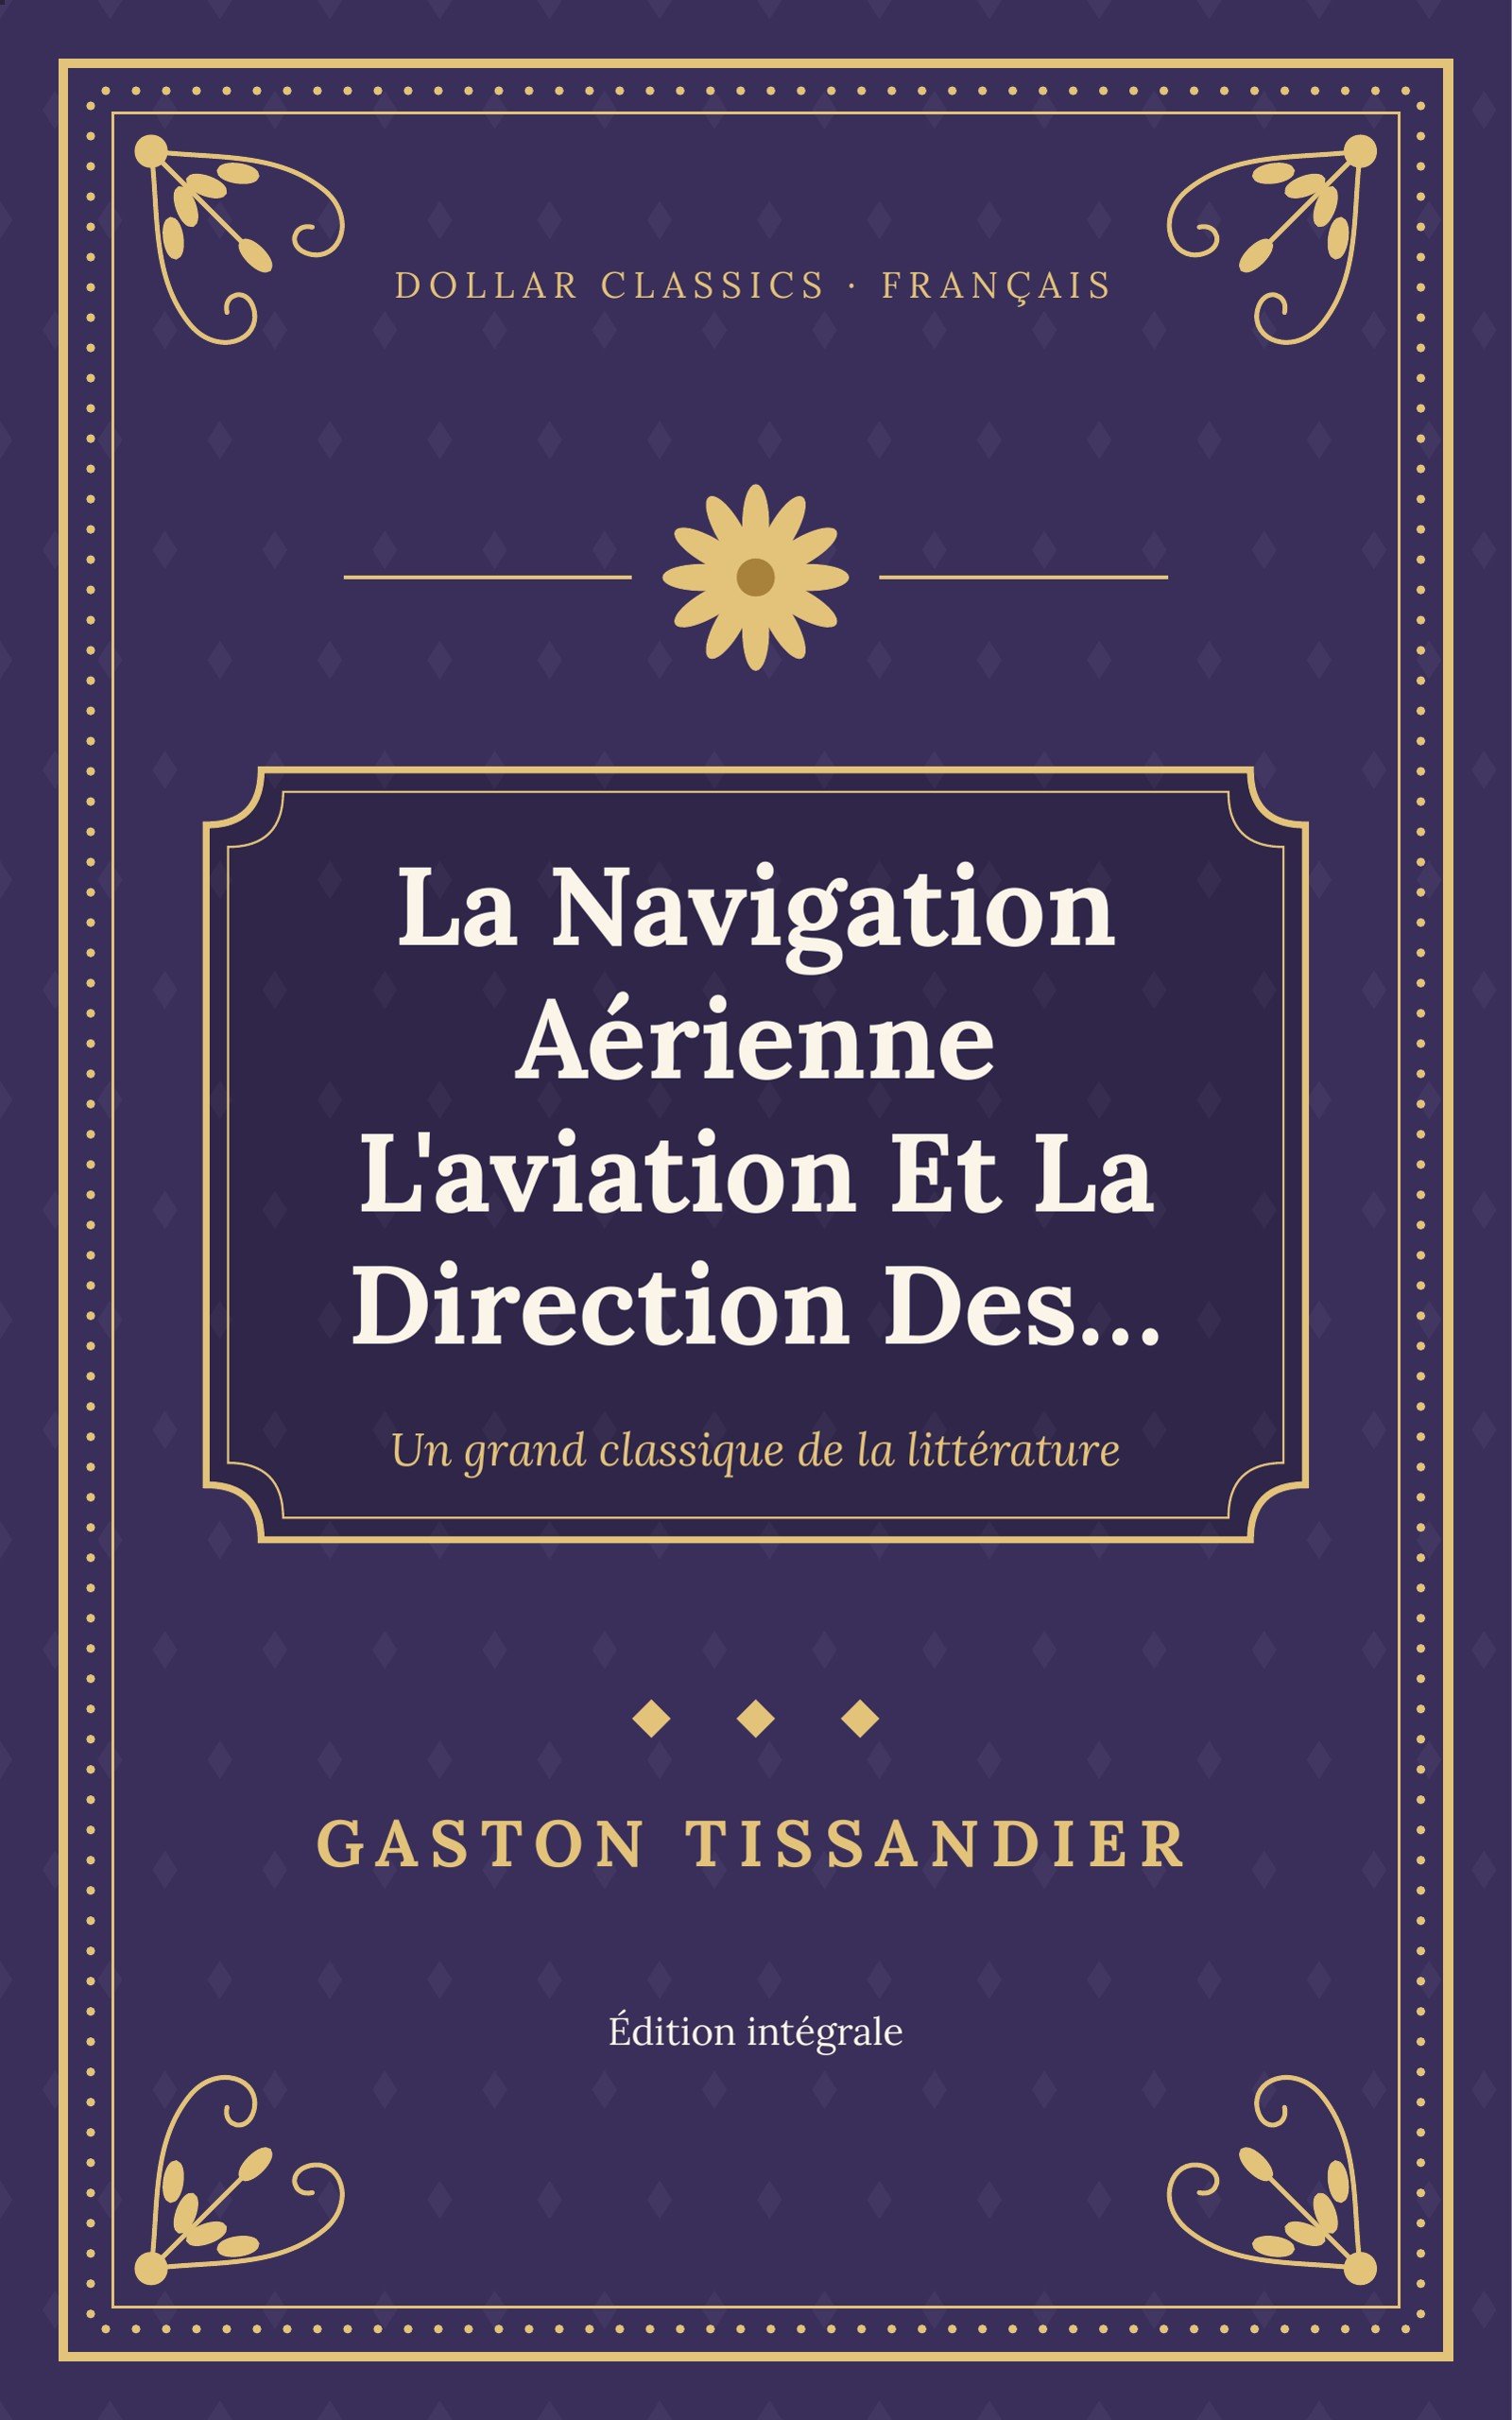 DOLLAR CLASSICS · FRANÇAIS
La Navigation
Aérienne
L'aviation Et La
Direction Des...
Un grand classique de la littérature
GASTON TISSANDIER
Édition intégrale